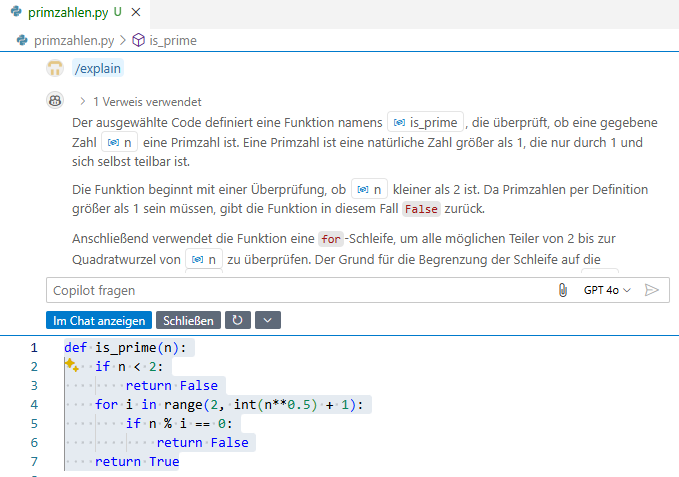 primzahlen.py U
primzahlen.py > is_prime
/explain
1 Verweis verwendet
Der ausgewählte Code definiert eine Funktion namens is_prime, die überprüft, ob eine gegebene
Zahl n eine Primzahl ist. Eine Primzahl ist eine natürliche Zahl größer als 1, die nur durch 1 und
sich selbst teilbar ist.
Die Funktion beginnt mit einer Überprüfung, ob n kleiner als 2 ist. Da Primzahlen per Definition
größer als 1 sein müssen, gibt die Funktion in diesem Fall False zurück.
Anschließend verwendet die Funktion eine for-Schleife, um alle möglichen Teiler von 2 bis zur
Quadratwurzel von n zu überprüfen. Der Grund für die Begrenzung der Schleife auf die
Copilot fragen GPT 4o
Im Chat anzeigen Schließen
1 def is_prime(n):
2 if n < 2:
3 return False
4 for i in range(2, int(n**0.5) + 1):
5 if n % i == 0:
6 return False
7 return True